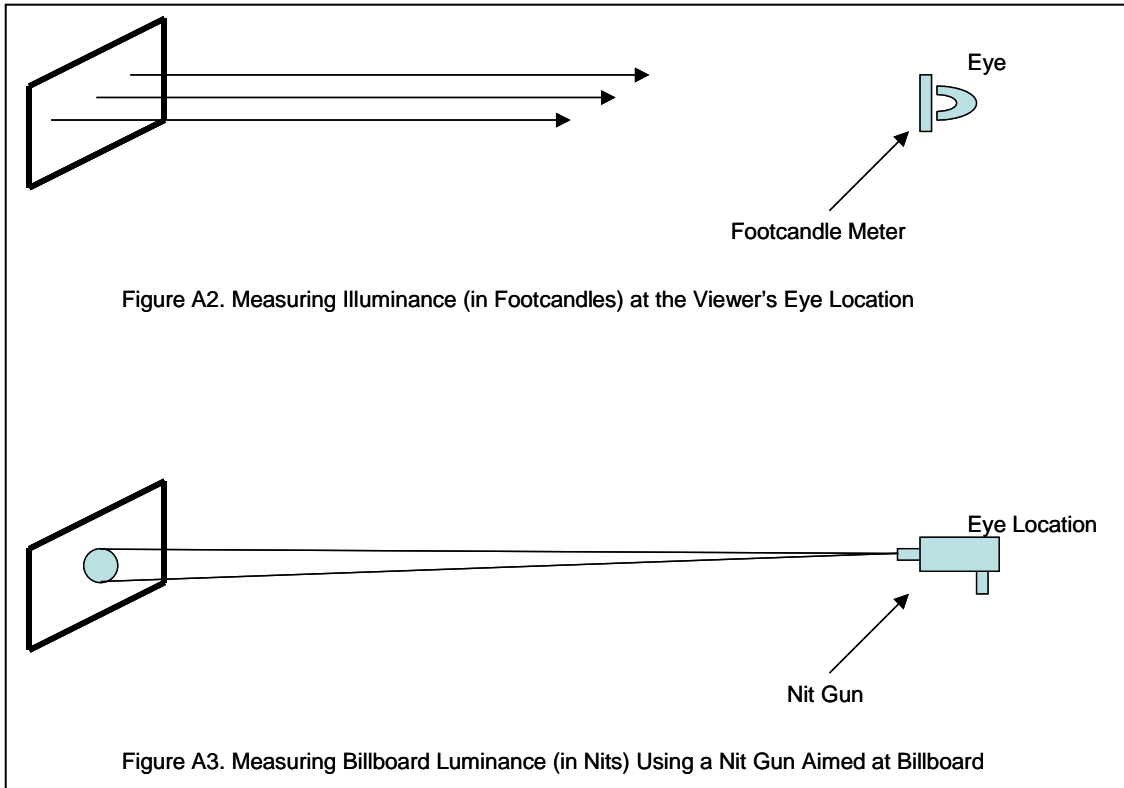 Eye
Footcandle Meter
Figure A2. Measuring Illuminance (in Footcandles) at the Viewer's Eye Location
Eye Location
Nit Gun
Figure A3. Measuring Billboard Luminance (in Nits) Using a Nit Gun Aimed at Billboard